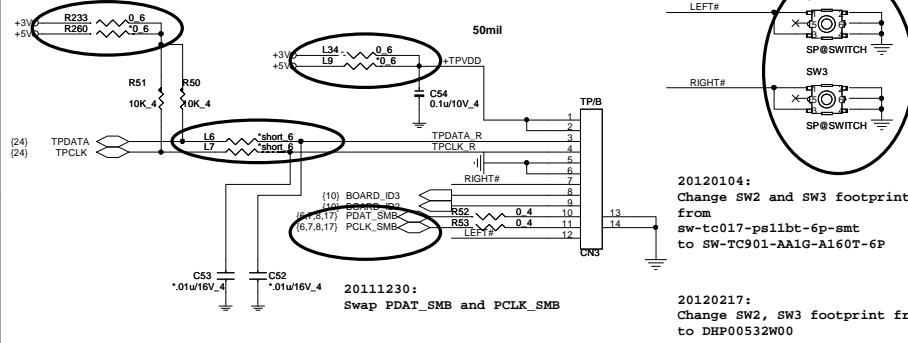 +3V R233 0_6
+5V R260 *0_6
R51 R50
10K_4 10K_4
50mil
+3V L34 0_6
+5V L9 *0_6 +TPVDD
C54
0.1u/10V_4
{24} TPDATA L6 *short_6 TPDATA_R
{24} TPCLK L7 *short_6 TPCLK_R
RIGHT#
{10} BOARD_ID3
{10} BOARD_ID2
{6,7,8,17} PDAT_SMB R52 0_4
{6,7,8,17} PCLK_SMB R53 0_4
LEFT#
TP/B
1
2
3
4
5
6
7
8
9
10
11
12
13
14
CN3
C53 C52
*.01u/16V_4 *.01u/16V_4
20111230:
Swap PDAT_SMB and PCLK_SMB
LEFT#
SP@SWITCH
SW3
RIGHT#
SP@SWITCH
20120104:
Change SW2 and SW3 footprint
from
sw-tc017-ps11bt-6p-smt
to SW-TC901-AA1G-A160T-6P
20120217:
Change SW2, SW3 footprint fr
to DHP00532W00